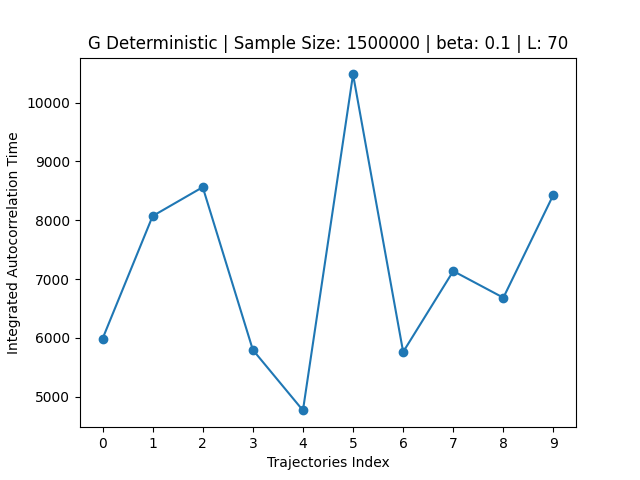 G Deterministic | Sample Size: 1500000 | beta: 0.1 | L: 70
Integrated Autocorrelation Time
10000
9000
8000
7000
6000
5000
0 1 2 3 4 5 6 7 8 9
Trajectories Index